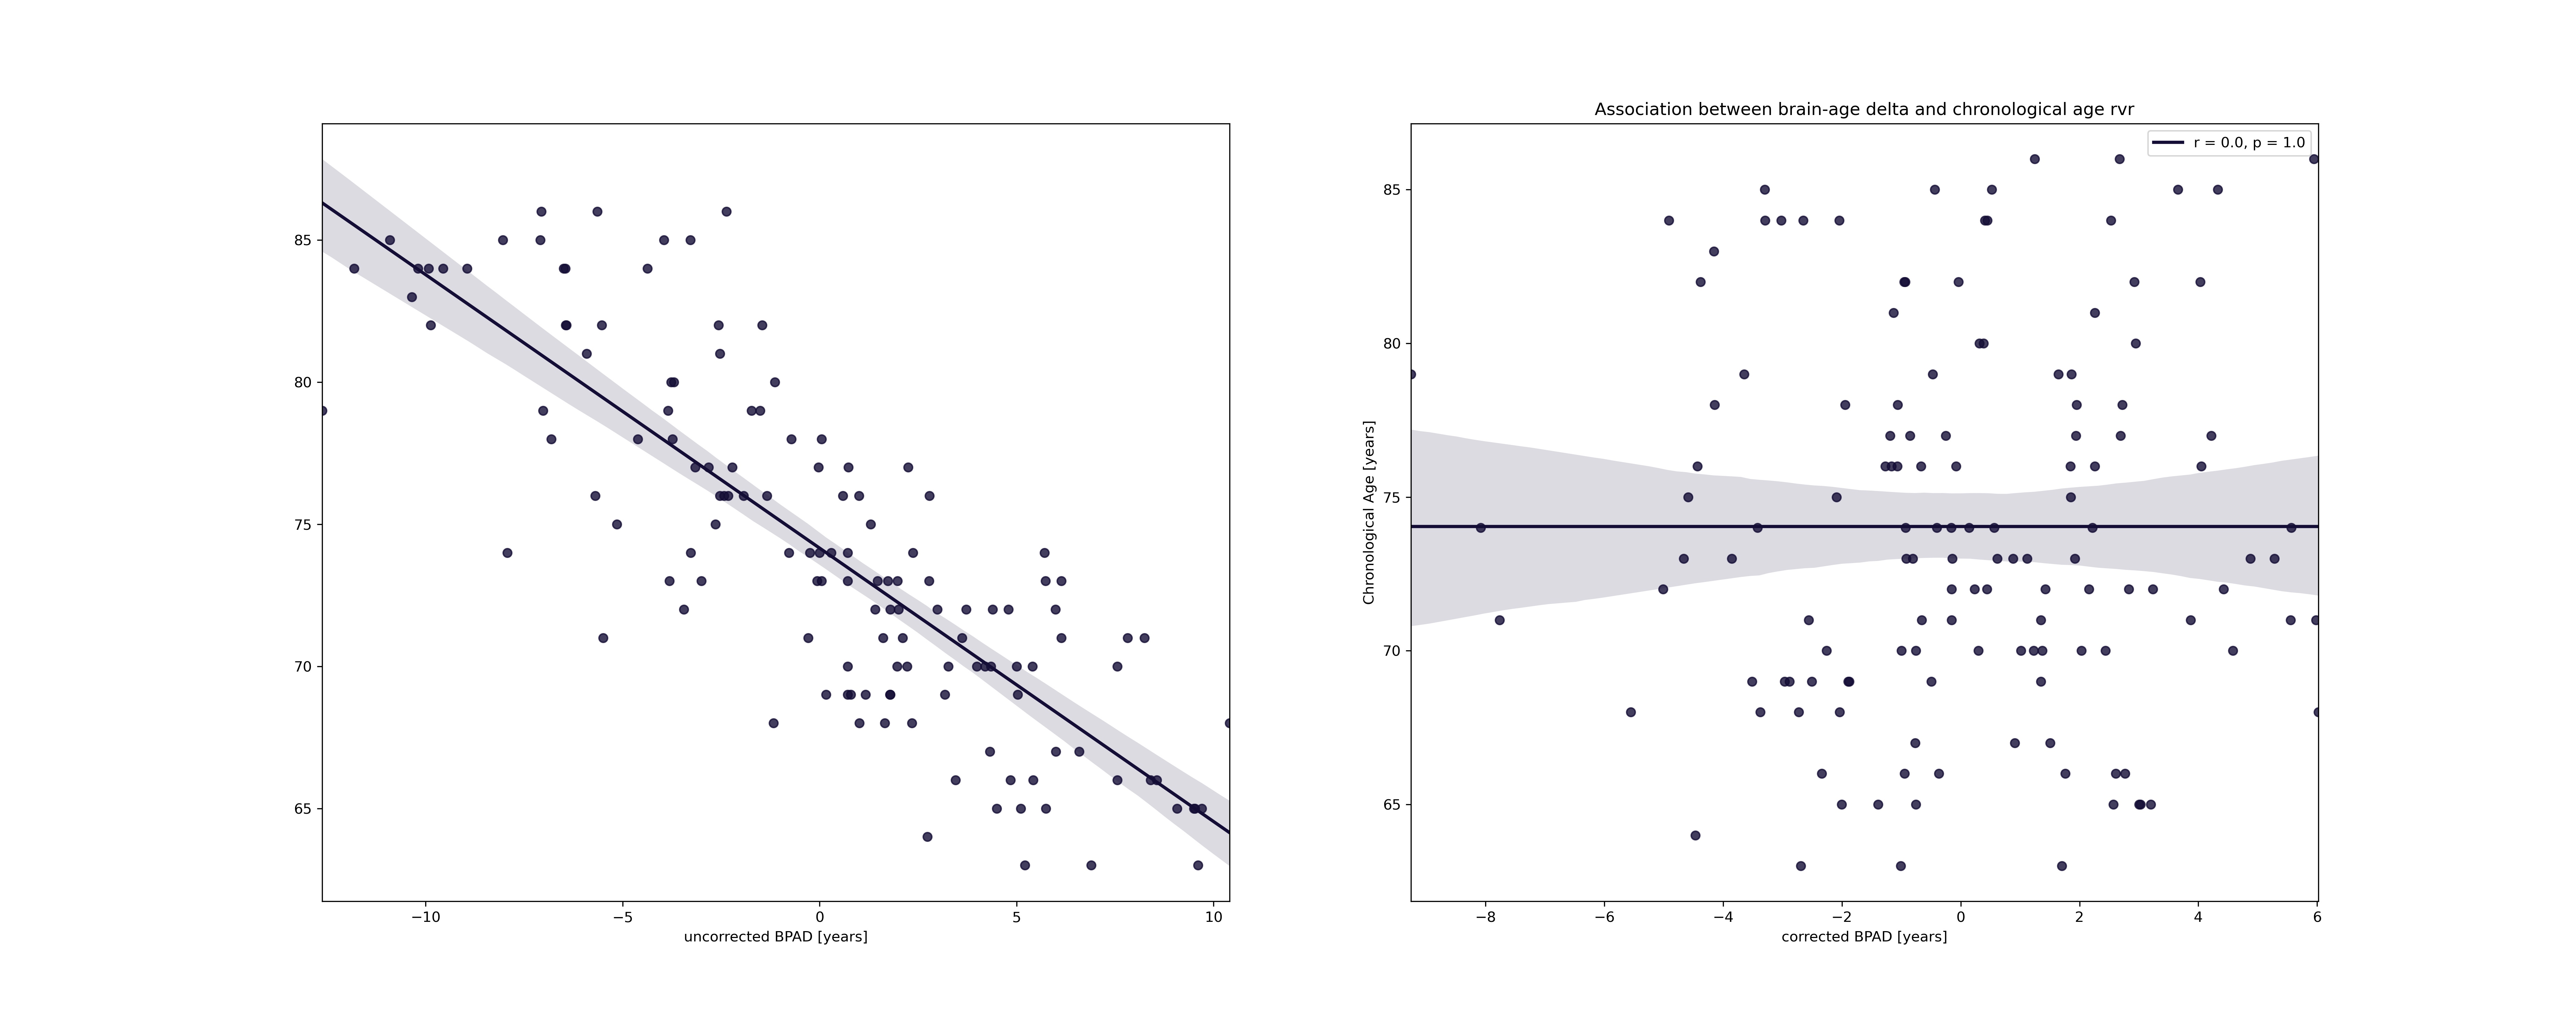 85
80
75
70
65
−10 −5 0 5 10
uncorrected BPAD [years]
Association between brain-age delta and chronological age rvr
r = 0.0, p = 1.0
Chronological Age [years]
85
80
75
70
65
−8 −6 −4 −2 0 2 4 6
corrected BPAD [years]